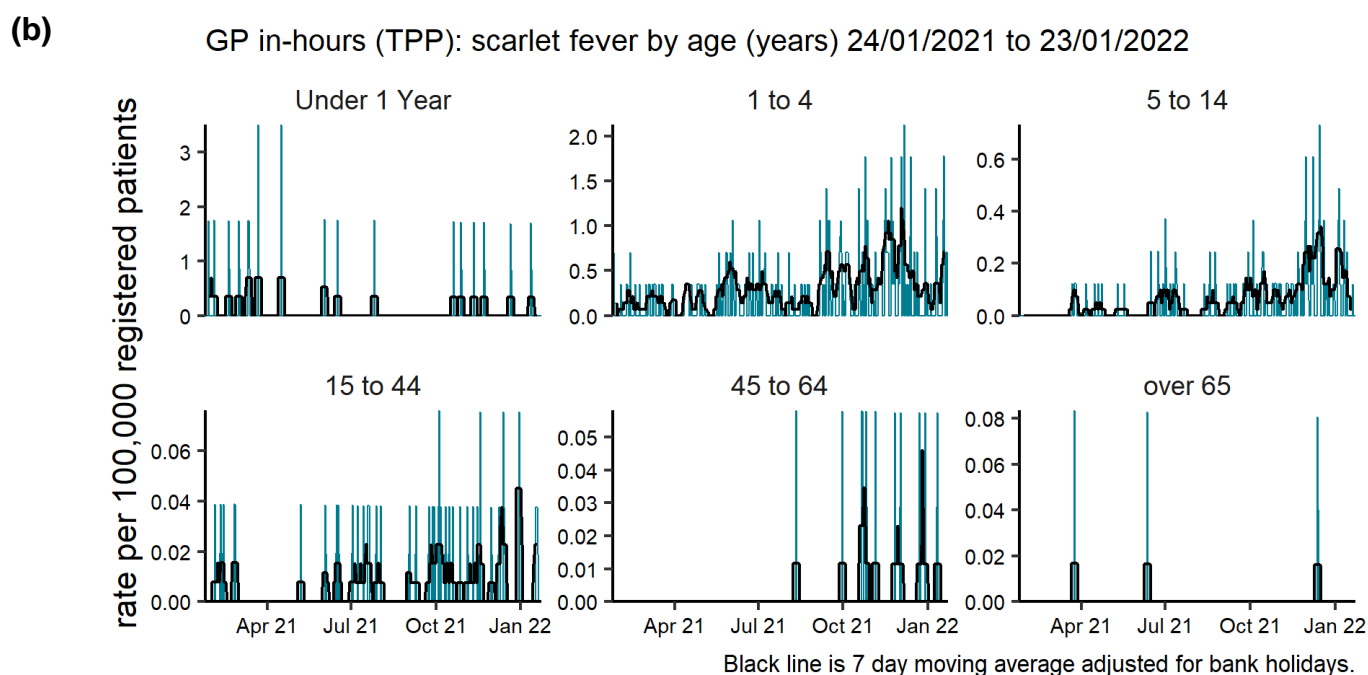 (b)
GP in-hours (TPP): scarlet fever by age (years) 24/01/2021 to 23/01/2022
rate per 100,000 registered patients
Under 1 Year
3
2
1
0
1 to 4
2.0
1.5
1.0
0.5
0.0
5 to 14
0.6
0.4
0.2
0.0
15 to 44
0.06
0.04
0.02
0.00
Apr 21 Jul 21 Oct 21 Jan 22
45 to 64
0.05
0.04
0.03
0.02
0.01
0.00
Apr 21 Jul 21 Oct 21 Jan 22
over 65
0.08
0.06
0.04
0.02
0.00
Apr 21 Jul 21 Oct 21 Jan 22
Black line is 7 day moving average adjusted for bank holidays.